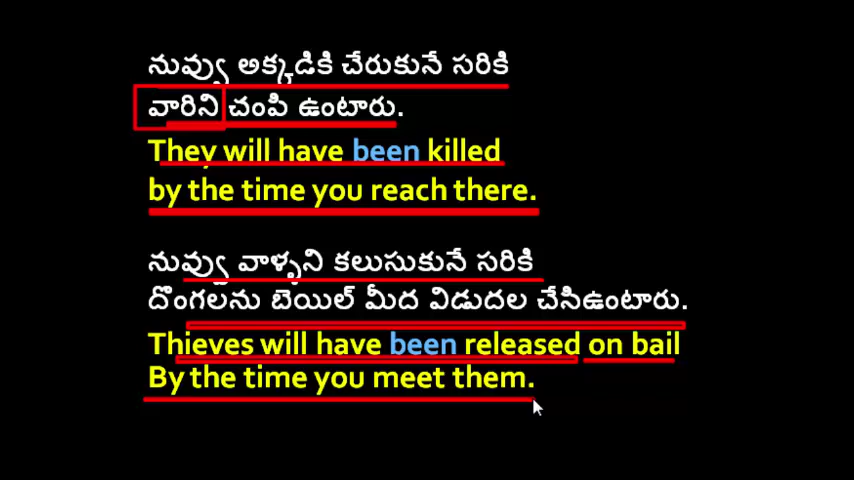 నువ్వు అక్కడికి చేరుకునే సరికి
వారిని చంపి ఉంటారు.
They will have been killed
by the time you reach there.
నువ్వు వాళ్ళని కలుసుకునే సరికి
దొంగలను బెయిల్ మీద విడుదల చేసిఉంటారు.
Thieves will have been released on bail
By the time you meet them.